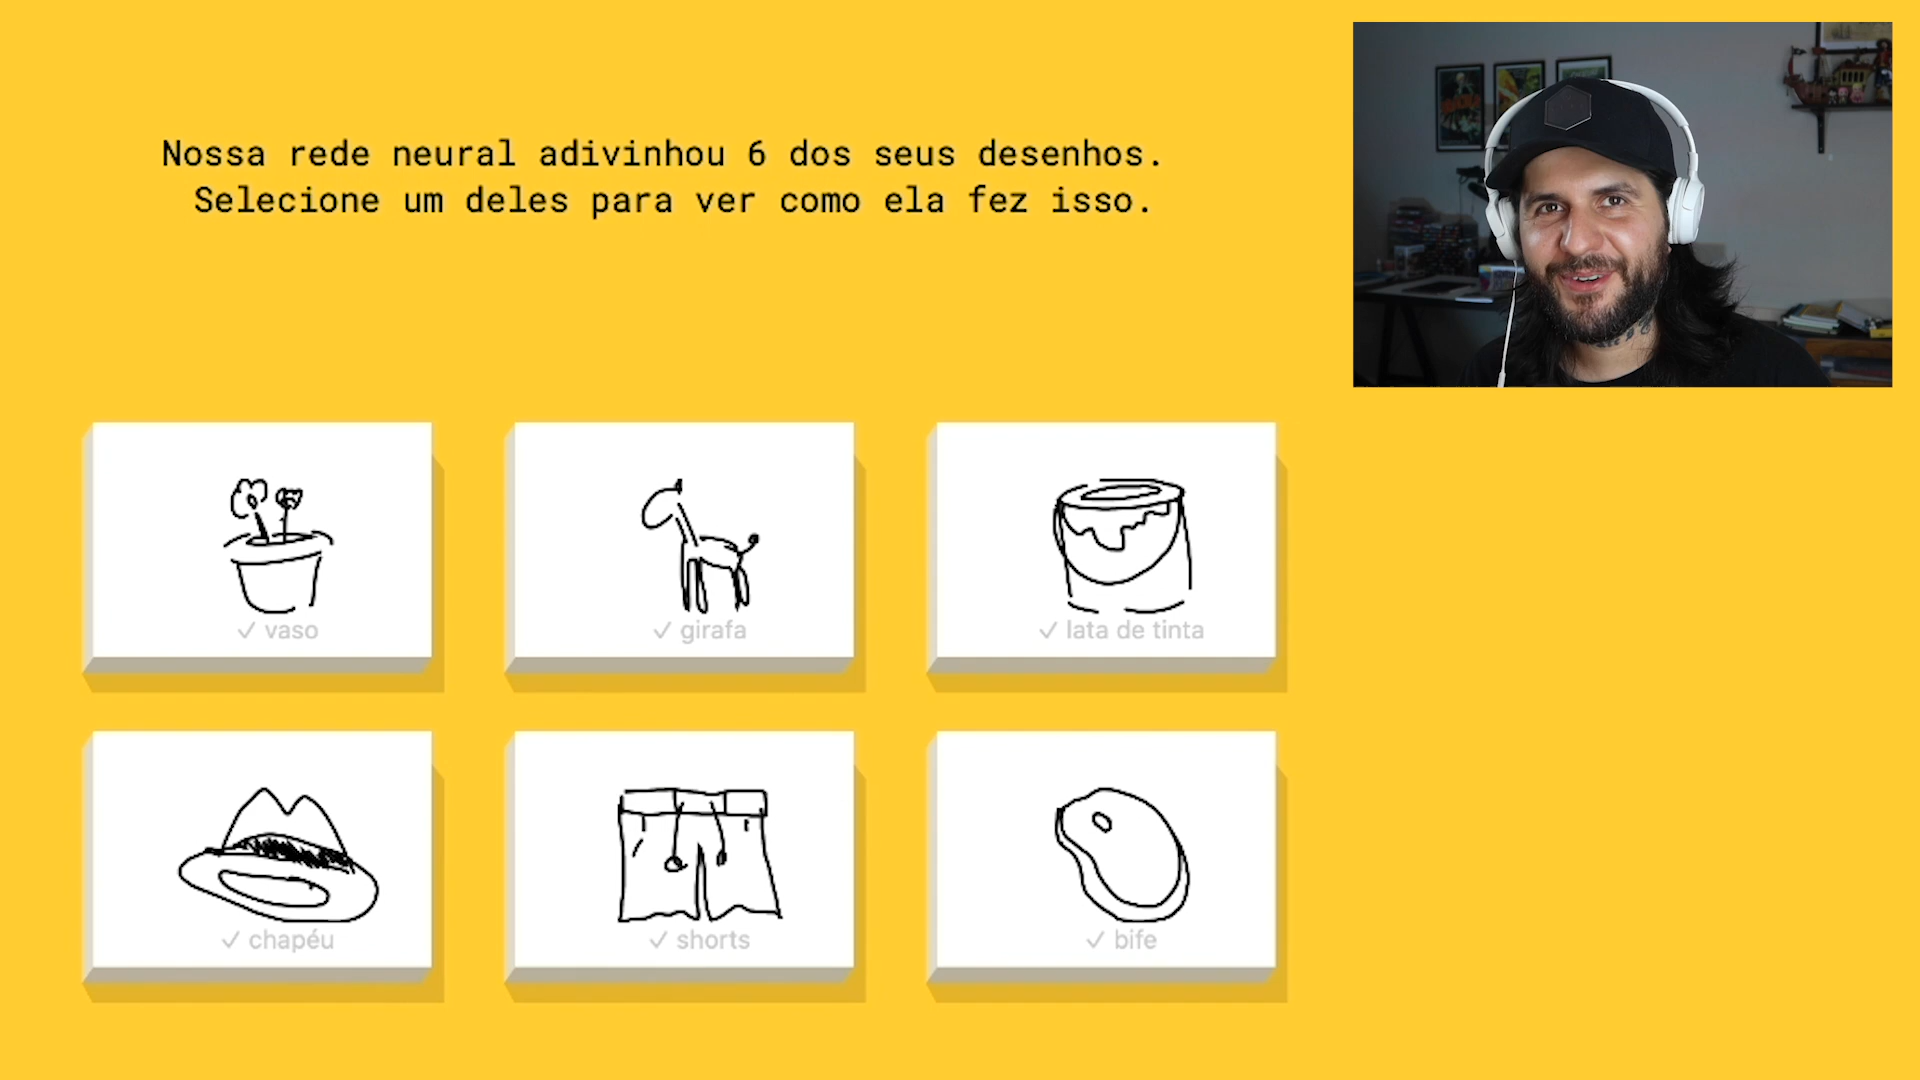 Nossa rede neural adivinhou 6 dos seus desenhos.
Selecione um deles para ver como ela fez isso.
✓ vaso
✓ girafa
✓ lata de tinta
✓ chapéu
✓ shorts
✓ bife